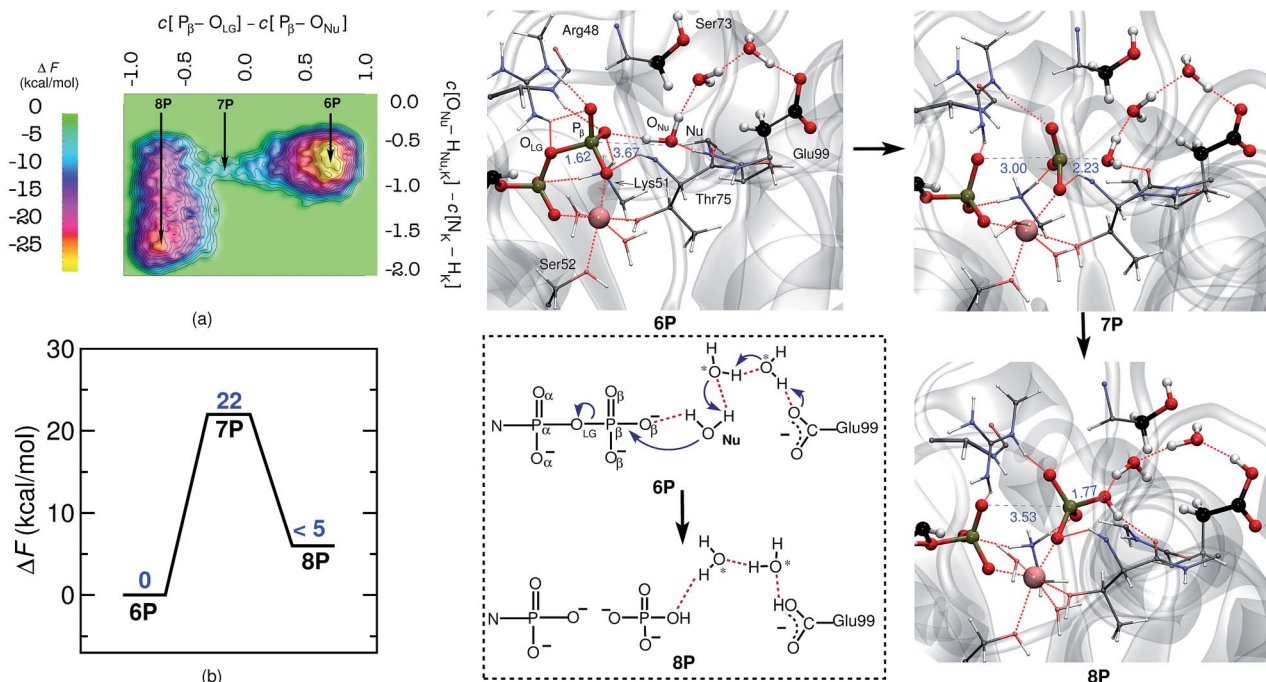 c[ Pβ− OLG] − c[ Pβ− ONu]
ΔF
(kcal/mol)
0
-5
-10
-15
-20
-25
-1.0
-0.5
0.0
0.5
1.0
8P
7P
6P
0.0
-0.5
-1.0
-1.5
-2.0
c[ONu− HNu,K] − c[NK− HK]
(a)
Arg48
Ser73
Pβ
ONu
Nu
OLG
1.62
3.67
Glu99
Lys51
Thr75
Ser52
6P
3.00
2.23
7P
ΔF (kcal/mol)
30
20
10
0
0
6P
22
7P
< 5
8P
(b)
H
H
O
*
H
O
*
H
Oα
Oβ
N
P
α
O
LG
P
β
Oβ
−
H
H
O
Nu
O
C
O
−
Glu99
Oα
−
Oβ
−
6P
H
O
*
H
H
O
*
H
O
O
N
P
O
−
O
−
−
O
P
OH
O
−
HO
C
O
−
Glu99
8P
1.77
3.53
8P